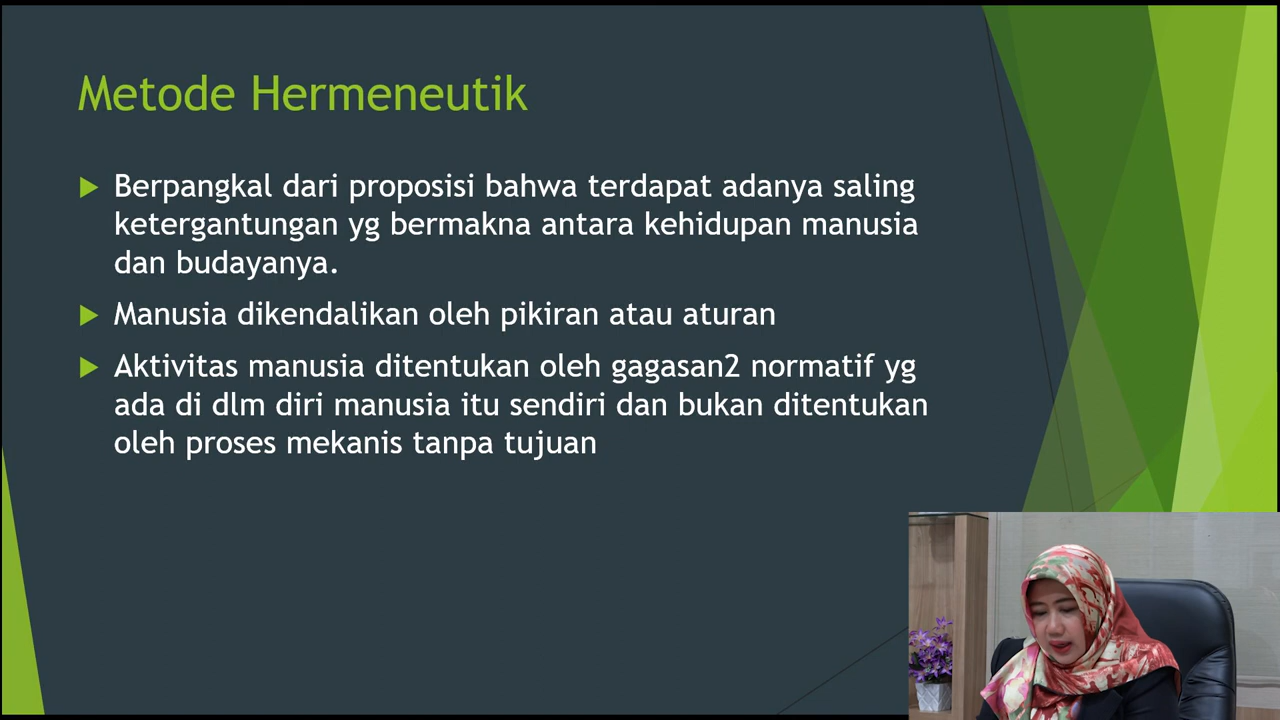 Metode Hermeneutik
Berpangkal dari proposisi bahwa terdapat adanya saling
ketergantungan yg bermakna antara kehidupan manusia
dan budayanya.
Manusia dikendalikan oleh pikiran atau aturan
Aktivitas manusia ditentukan oleh gagasan2 normatif yg
ada di dlm diri manusia itu sendiri dan bukan ditentukan
oleh proses mekanis tanpa tujuan